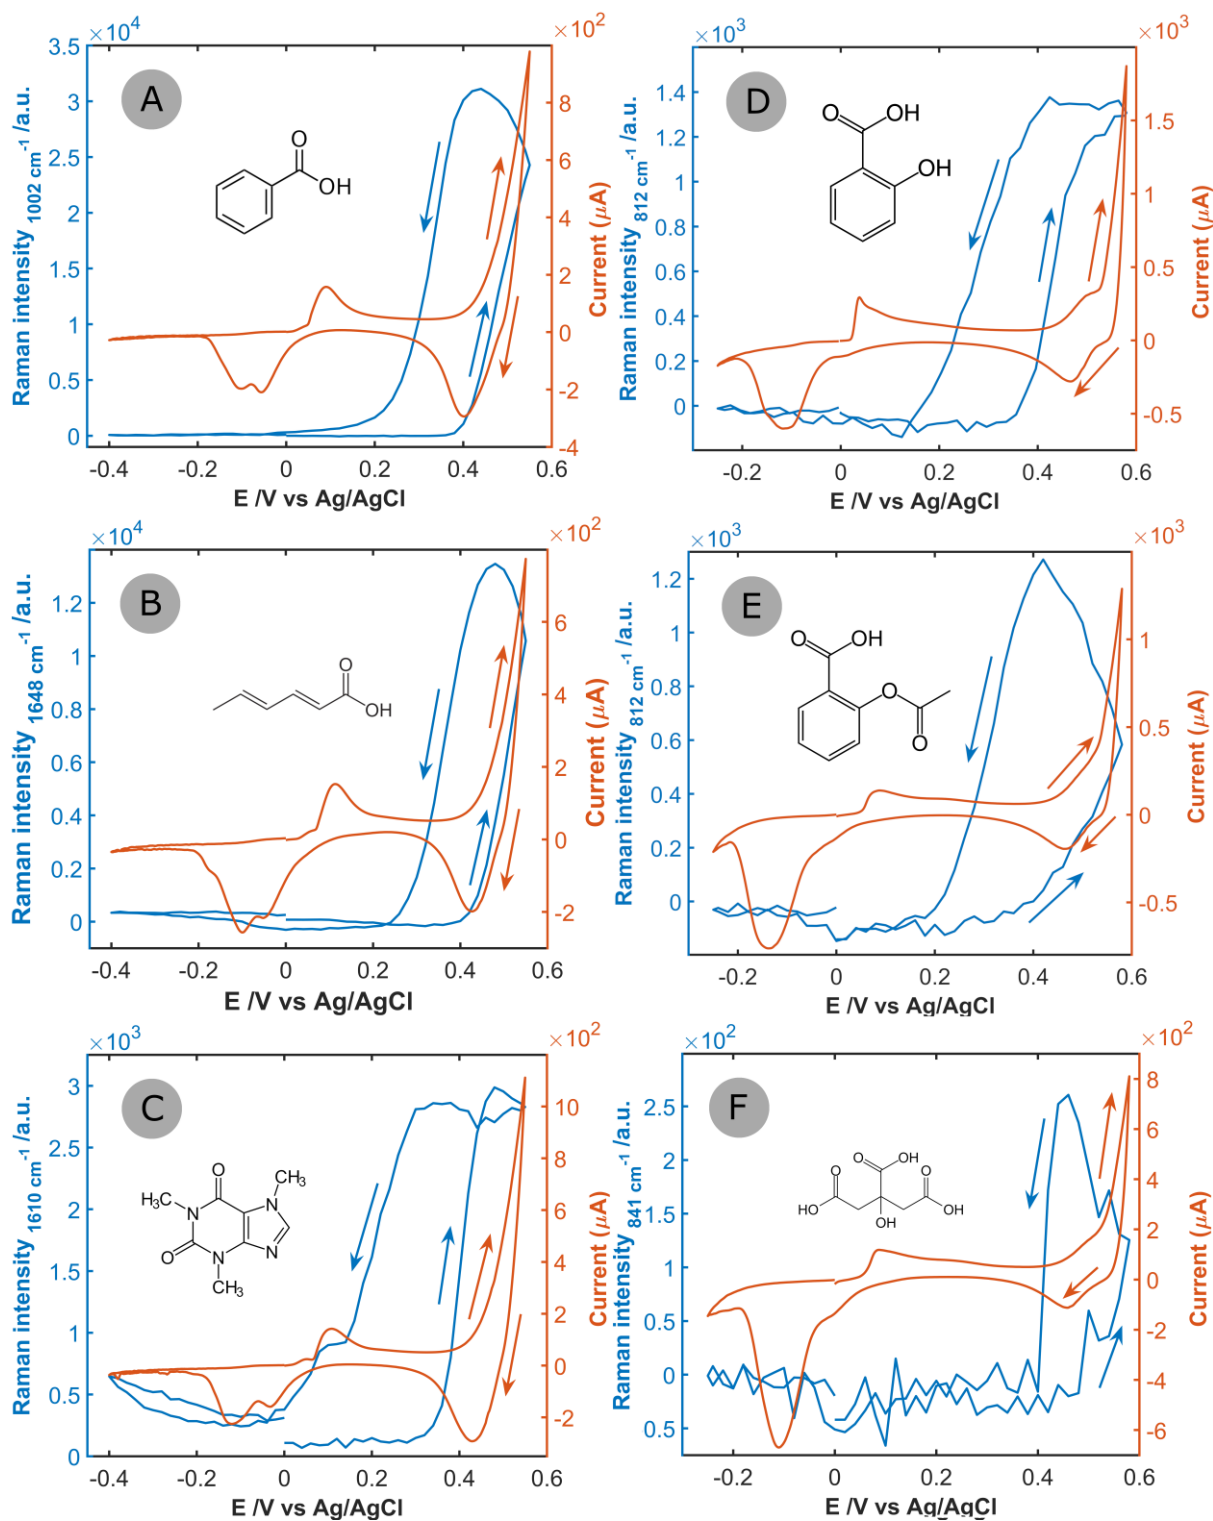 ×10⁴
×10²
3.5
3
2.5
2
1.5
1
0.5
0
Raman intensity 1002 cm⁻¹ /a.u.
A
O
OH
8
6
4
2
0
-2
-4
Current (μA)
-0.4 -0.2 0 0.2 0.4 0.6
E /V vs Ag/AgCl
×10³
×10³
1.4
1.2
1
0.8
0.6
0.4
0.2
0
Raman intensity 812 cm⁻¹ /a.u.
D
O
OH
OH
1.5
1
0.5
0
-0.5
Current (μA)
-0.2 0 0.2 0.4 0.6
E /V vs Ag/AgCl
×10⁴
×10²
1.2
1
0.8
0.6
0.4
0.2
0
Raman intensity 1648 cm⁻¹ /a.u.
B
O
OH
6
4
2
0
-2
Current (μA)
-0.4 -0.2 0 0.2 0.4 0.6
E /V vs Ag/AgCl
×10³
×10³
1.2
1
0.8
0.6
0.4
0.2
0
Raman intensity 812 cm⁻¹ /a.u.
E
O
OH
O
O
1
0.5
0
-0.5
Current (μA)
-0.2 0 0.2 0.4 0.6
E /V vs Ag/AgCl
×10³
×10²
3
2.5
2
1.5
1
0.5
0
Raman intensity 1610 cm⁻¹ /a.u.
C
O
CH₃
H₃C
N
N
O
N
N
CH₃
10
8
6
4
2
0
-2
Current (μA)
-0.4 -0.2 0 0.2 0.4 0.6
E /V vs Ag/AgCl
×10²
×10²
2.5
2
1.5
1
0.5
0
0.5
Raman intensity 841 cm⁻¹ /a.u.
F
O
OH
O
O
HO
OH
OH
8
6
4
2
0
-2
-4
-6
Current (μA)
-0.2 0 0.2 0.4 0.6
E /V vs Ag/AgCl